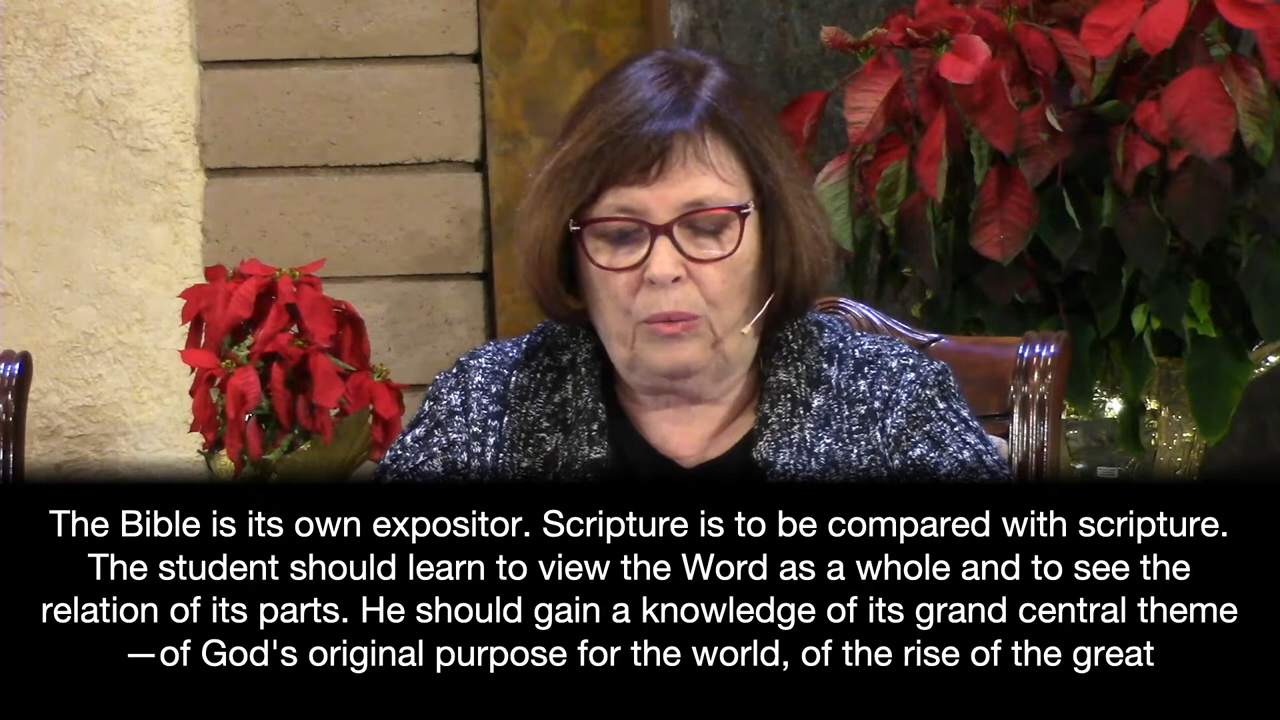 The Bible is its own expositor. Scripture is to be compared with scripture.
The student should learn to view the Word as a whole and to see the
relation of its parts. He should gain a knowledge of its grand central theme
—of God's original purpose for the world, of the rise of the great